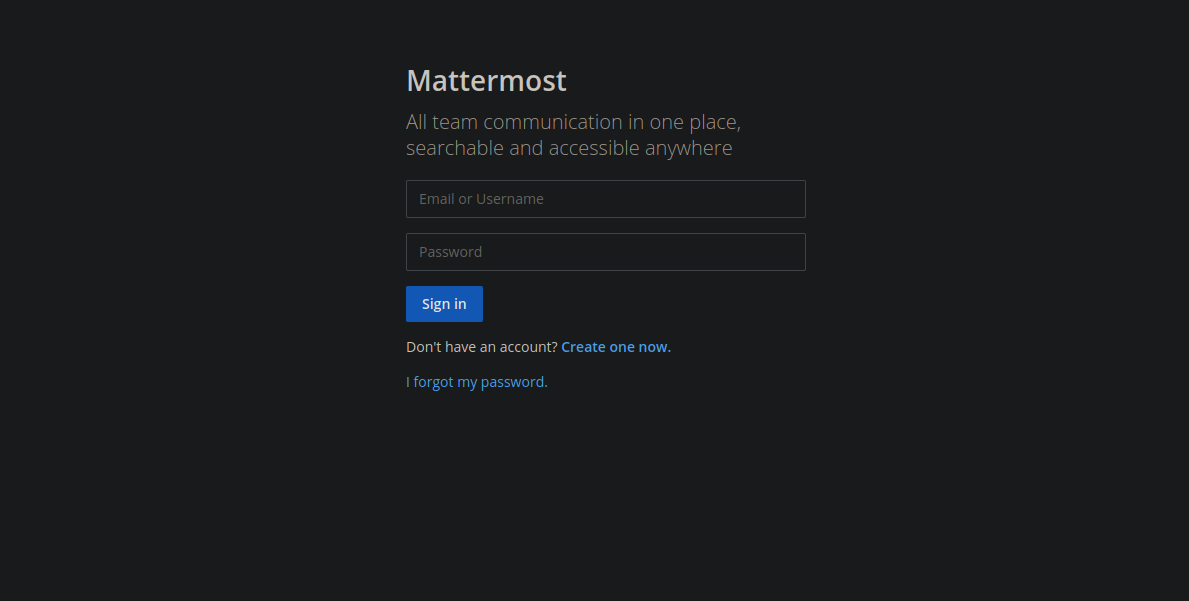 Mattermost
All team communication in one place,
searchable and accessible anywhere
Email or Username
Password
Sign in
Don't have an account? Create one now.
I forgot my password.